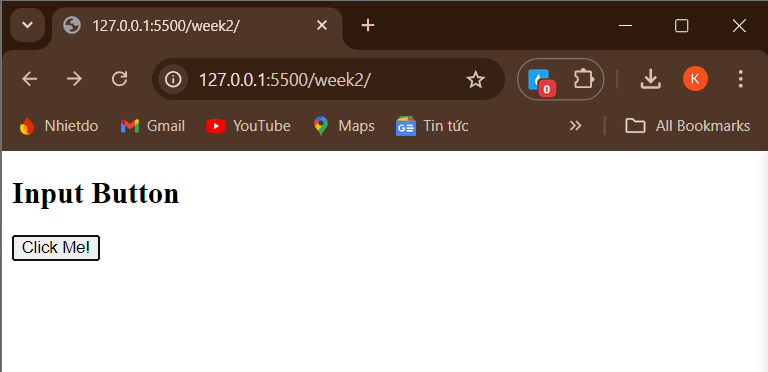 127.0.0.1:5500/week2/
127.0.0.1:5500/week2/
0
K
Nhietdo Gmail YouTube Maps Tin tức All Bookmarks
Input Button
Click Me!